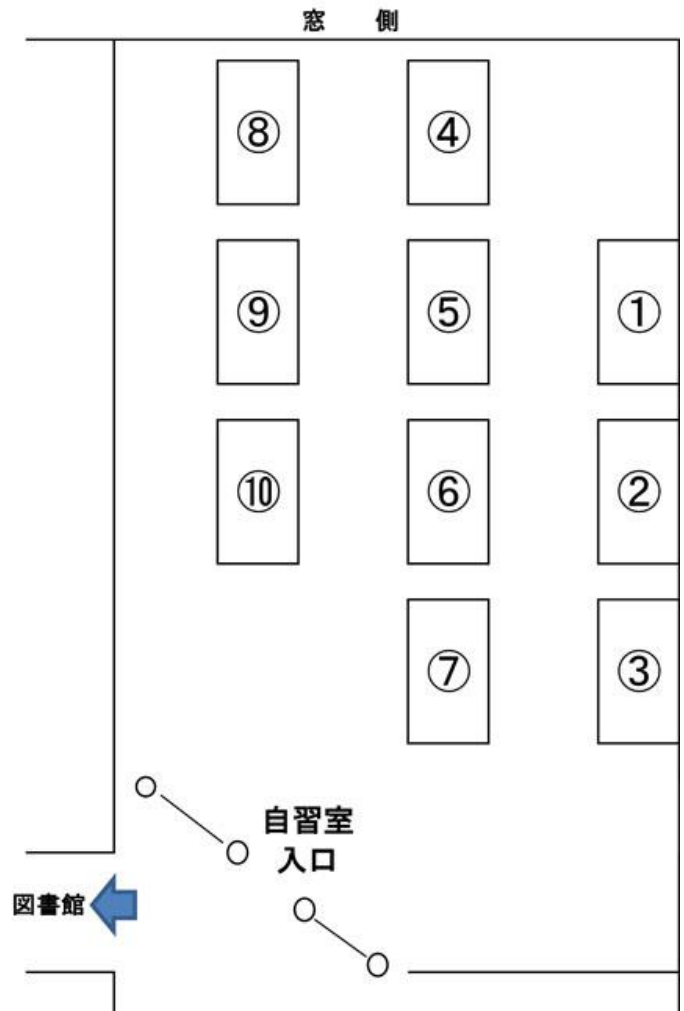 窓　側
⑧
④
⑨
⑤
①
⑩
⑥
②
⑦
③
自習室
入口
図書館